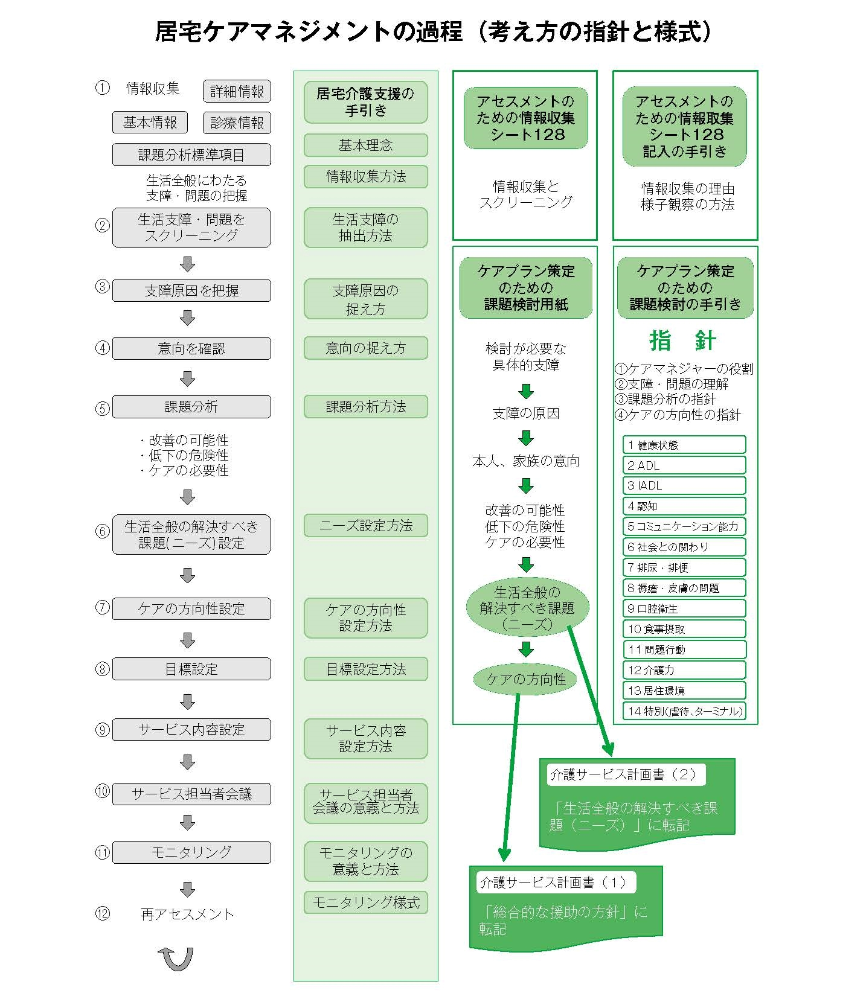 居宅ケアマネジメントの過程（考え方の指針と様式）
① 情報収集
詳細情報
基本情報
診療情報
課題分析標準項目
生活全般にわたる
支障・問題の把握
② 生活支障・問題を
スクリーニング
③ 支障原因を把握
④ 意向を確認
⑤ 課題分析
・改善の可能性
・低下の危険性
・ケアの必要性
⑥ 生活全般の解決すべき
課題(ニーズ)設定
⑦ ケアの方向性設定
⑧ 目標設定
⑨ サービス内容設定
⑩ サービス担当者会議
⑪ モニタリング
⑫ 再アセスメント
居宅介護支援の
手引き
基本理念
情報収集方法
生活支障の
抽出方法
支障原因の
捉え方
意向の捉え方
課題分析方法
ニーズ設定方法
ケアの方向性
設定方法
目標設定方法
サービス内容
設定方法
サービス担当者
会議の意義と方法
モニタリングの
意義と方法
モニタリング様式
アセスメントの
ための情報収集
シート128
情報収集と
スクリーニング
アセスメントの
ための情報取集
シート128
記入の手引き
情報収集の理由
様子観察の方法
ケアプラン策定
のための
課題検討用紙
検討が必要な
具体的支障
支障の原因
本人、家族の意向
改善の可能性
低下の危険性
ケアの必要性
生活全般の
解決すべき課題
（ニーズ）
ケアの方向性
ケアプラン策定
のための
課題検討の手引き
指　針
①ケアマネジャーの役割
②支障・問題の理解
③課題分析の指針
④ケアの方向性の指針
1 健康状態
2 ADL
3 IADL
4 認知
5 コミュニケーション能力
6 社会との関わり
7 排尿・排便
8 褥瘡・皮膚の問題
9 口腔衛生
10 食事摂取
11 問題行動
12 介護力
13 居住環境
14 特別(虐待、ターミナル)
介護サービス計画書（２）
「生活全般の解決すべき課
題（ニーズ）」に転記
介護サービス計画書（１）
「総合的な援助の方針」に
転記